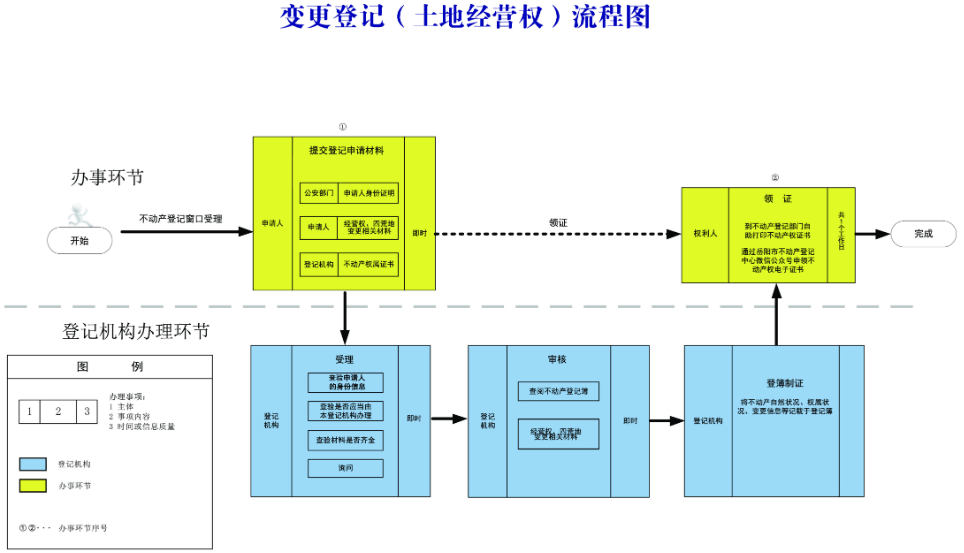 变更登记（土地经营权）流程图
①
办事环节
不动产登记窗口受理
开始
申请人
提交登记申请材料
公安部门
申请人身份证明
申请人
经营权、四荒地
变更相关材料
登记机构
不动产权属证书
即时
领证
②
权利人
领 证
到不动产登记部门自
助打印不动产权证书
通过岳阳市不动产登记
中心微信公众号申领不
动产权电子证书
共1个工作日
完成
登记机构办理环节
图 例
1 2 3
办理事项：
1 主体
2 事项内容
3 时间或信息质量
登记机构
办事环节
①②··· 办事环节序号
登记
机构
受理
查验申请人
的身份信息
查验是否应当由
本登记机构办理
查验材料是否齐全
询问
即时
登记
机构
审核
查阅不动产登记簿
经营权、四荒地
变更相关材料
即时
登记机构
登簿制证
将不动产自然状况、权属状
况、变更信息等记载于登记簿